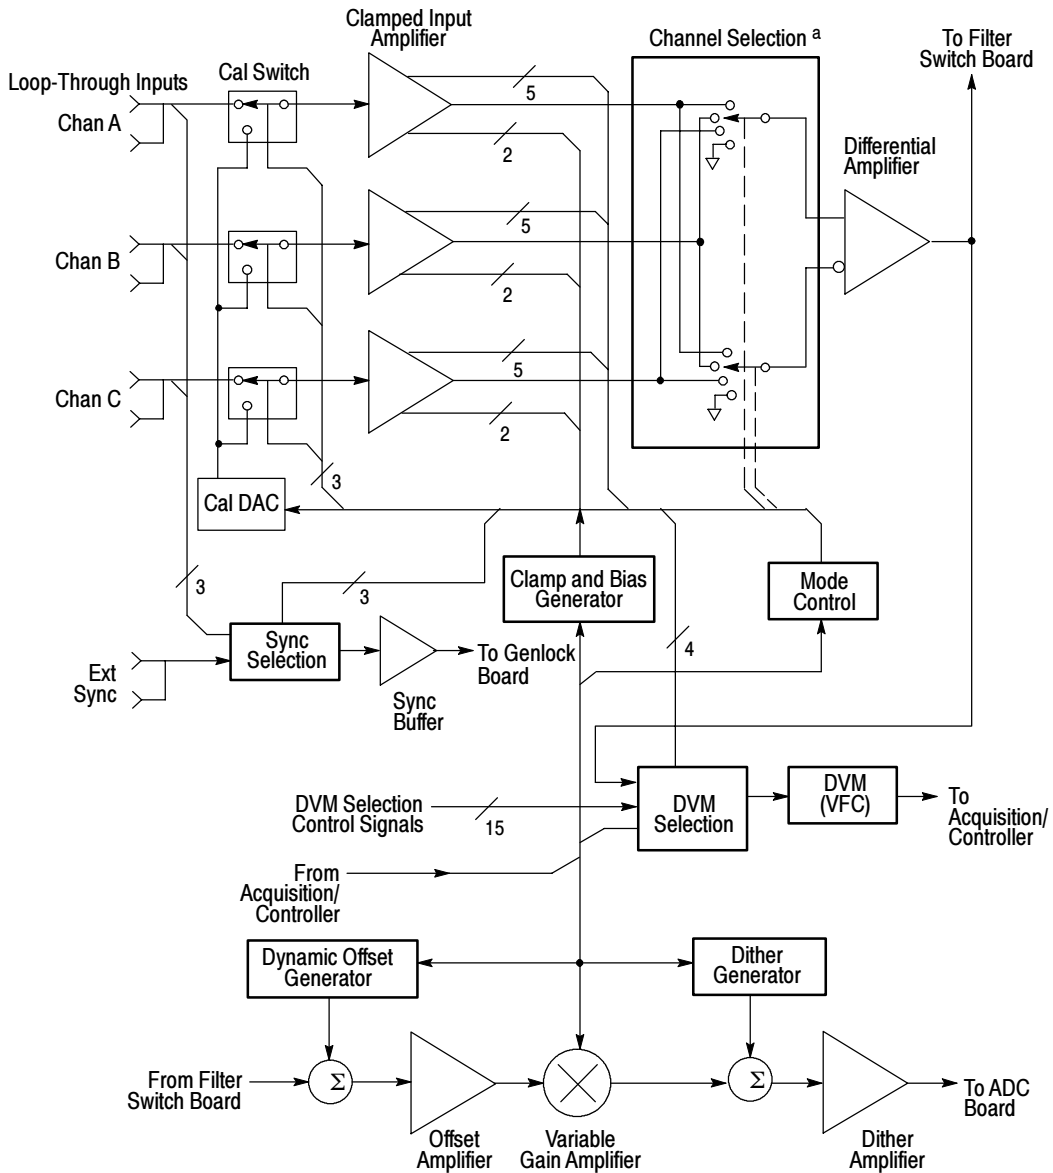 Clamped Input
Amplifier
Channel Selection a
To Filter
Switch Board
Loop-Through Inputs
Cal Switch
Chan A
5
2
Differential
Amplifier
Chan B
5
2
Chan C
5
2
3
Cal DAC
3
3
Clamp and Bias
Generator
Mode
Control
Sync
Selection
To Genlock
Board
4
Ext
Sync
Sync
Buffer
DVM Selection
Control Signals
15
DVM
Selection
DVM
(VFC)
To
Acquisition/
Controller
From
Acquisition/
Controller
Dynamic Offset
Generator
Dither
Generator
From Filter
Switch Board
Σ
Σ
To ADC
Board
Offset
Amplifier
Variable
Gain Amplifier
Dither
Amplifier